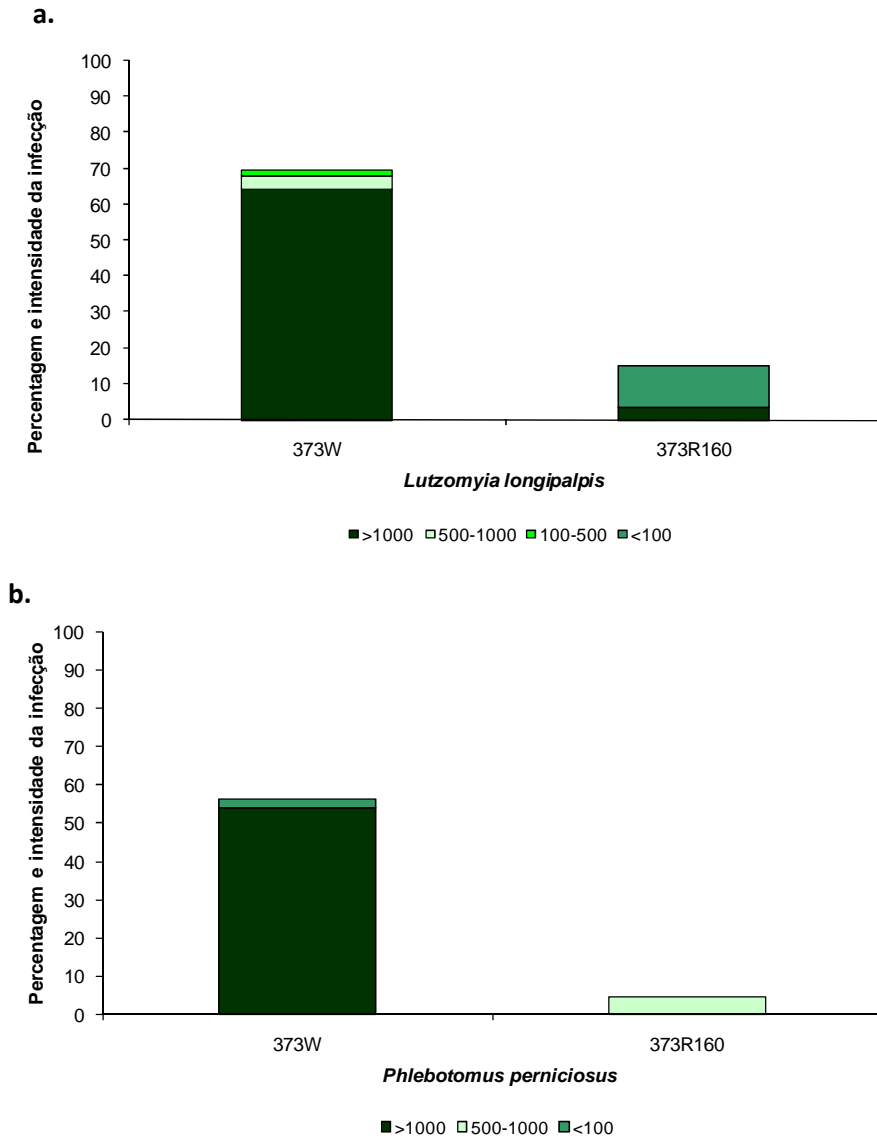 a.
Percentagem e intensidade da infecção
100
90
80
70
60
50
40
30
20
10
0
373W 373R160
Lutzomyia longipalpis
>1000 500-1000 100-500 <100
b.
Percentagem e intensidade da infecção
100
90
80
70
60
50
40
30
20
10
0
373W 373R160
Phlebotomus perniciosus
>1000 500-1000 <100